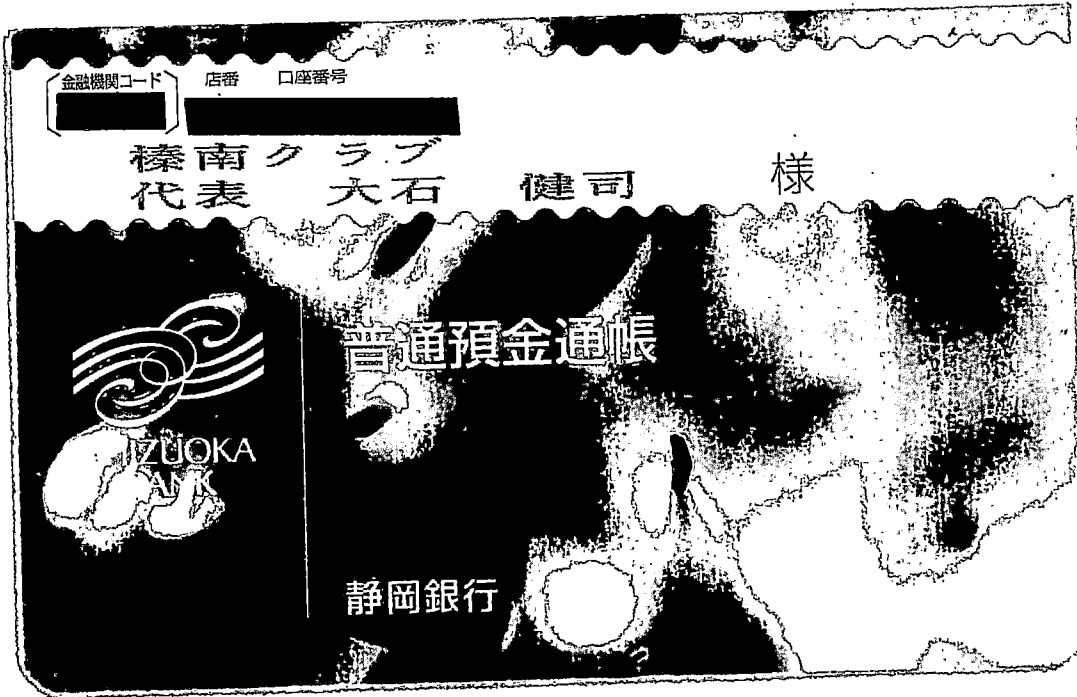 金融機関コード 店番 口座番号
榛南クラブ
代表 大石 健司 様
普通預金通帳
IZUOKA
BANK
静岡銀行